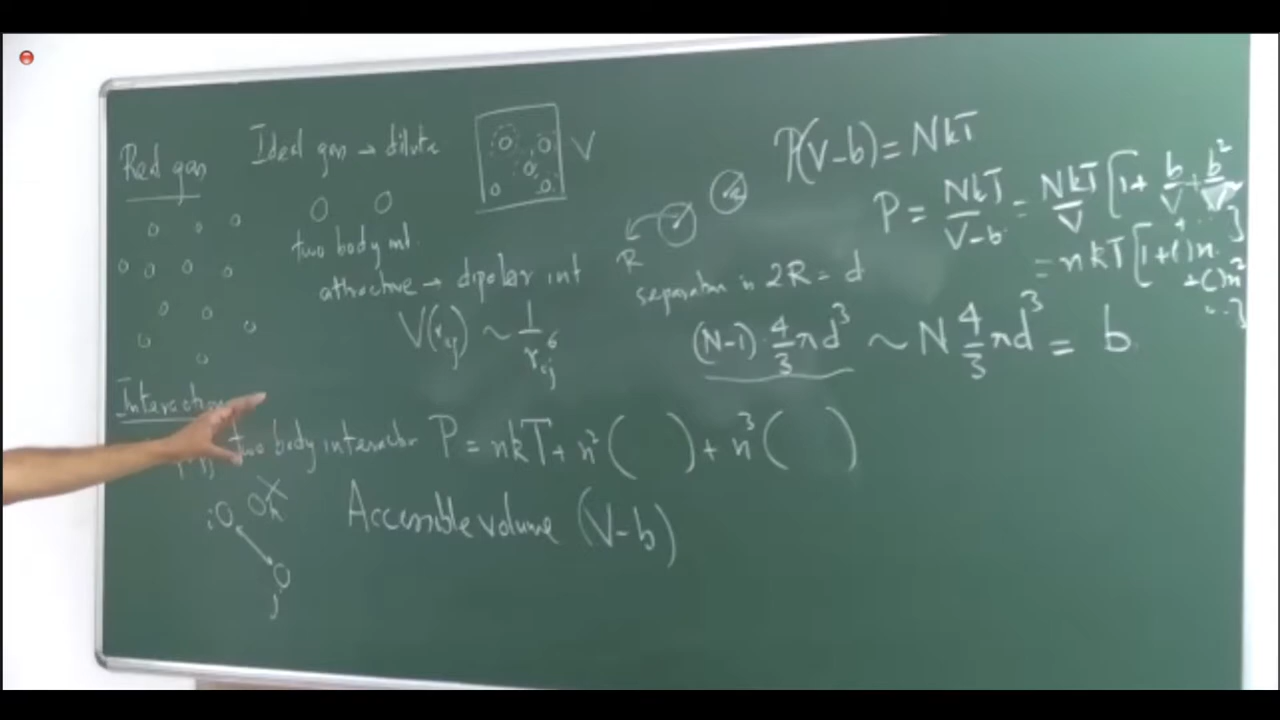 Real gas
Ideal gas → dilute
V
two body int.
attractive → dipolar int
V(r_ij) ~ 1/r_ij^6
R
separation is 2R = d
P(V-b) = NkT
P = NkT/(V-b) = NkT/V [1 + b/V + b²/V² + ...]
= nkT[1 + ( )n + ( )n² ...]
(N-1)·4/3 πd³ ~ N 4/3 πd³ = b
Interaction
two body interaction P = nkT + n² ( ) + n³ ( )
i k
j
Accessible volume (V-b)